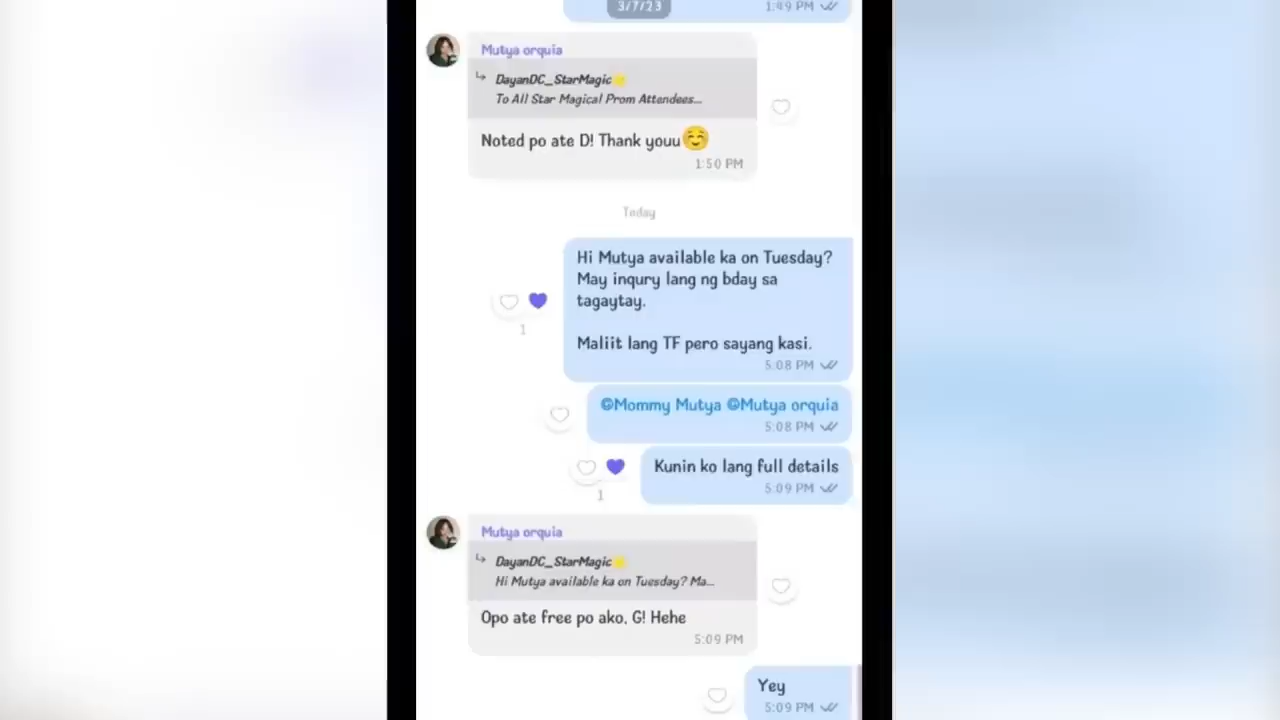 3/7/23
1:49 PM
Mutya orquia
DayanDC_StarMagic
To All Star Magical Prom Attendees...
Noted po ate D! Thank youu☺️
1:50 PM
Today
Hi Mutya available ka on Tuesday?
May inqury lang ng bday sa
tagaytay.
Maliit lang TF pero sayang kasi.
5:08 PM
1
@Mommy Mutya @Mutya orquia
5:08 PM
Kunin ko lang full details
5:09 PM
1
Mutya orquia
DayanDC_StarMagic
Hi Mutya available ka on Tuesday? Ma...
Opo ate free po ako, G! Hehe
5:09 PM
Yey
5:09 PM